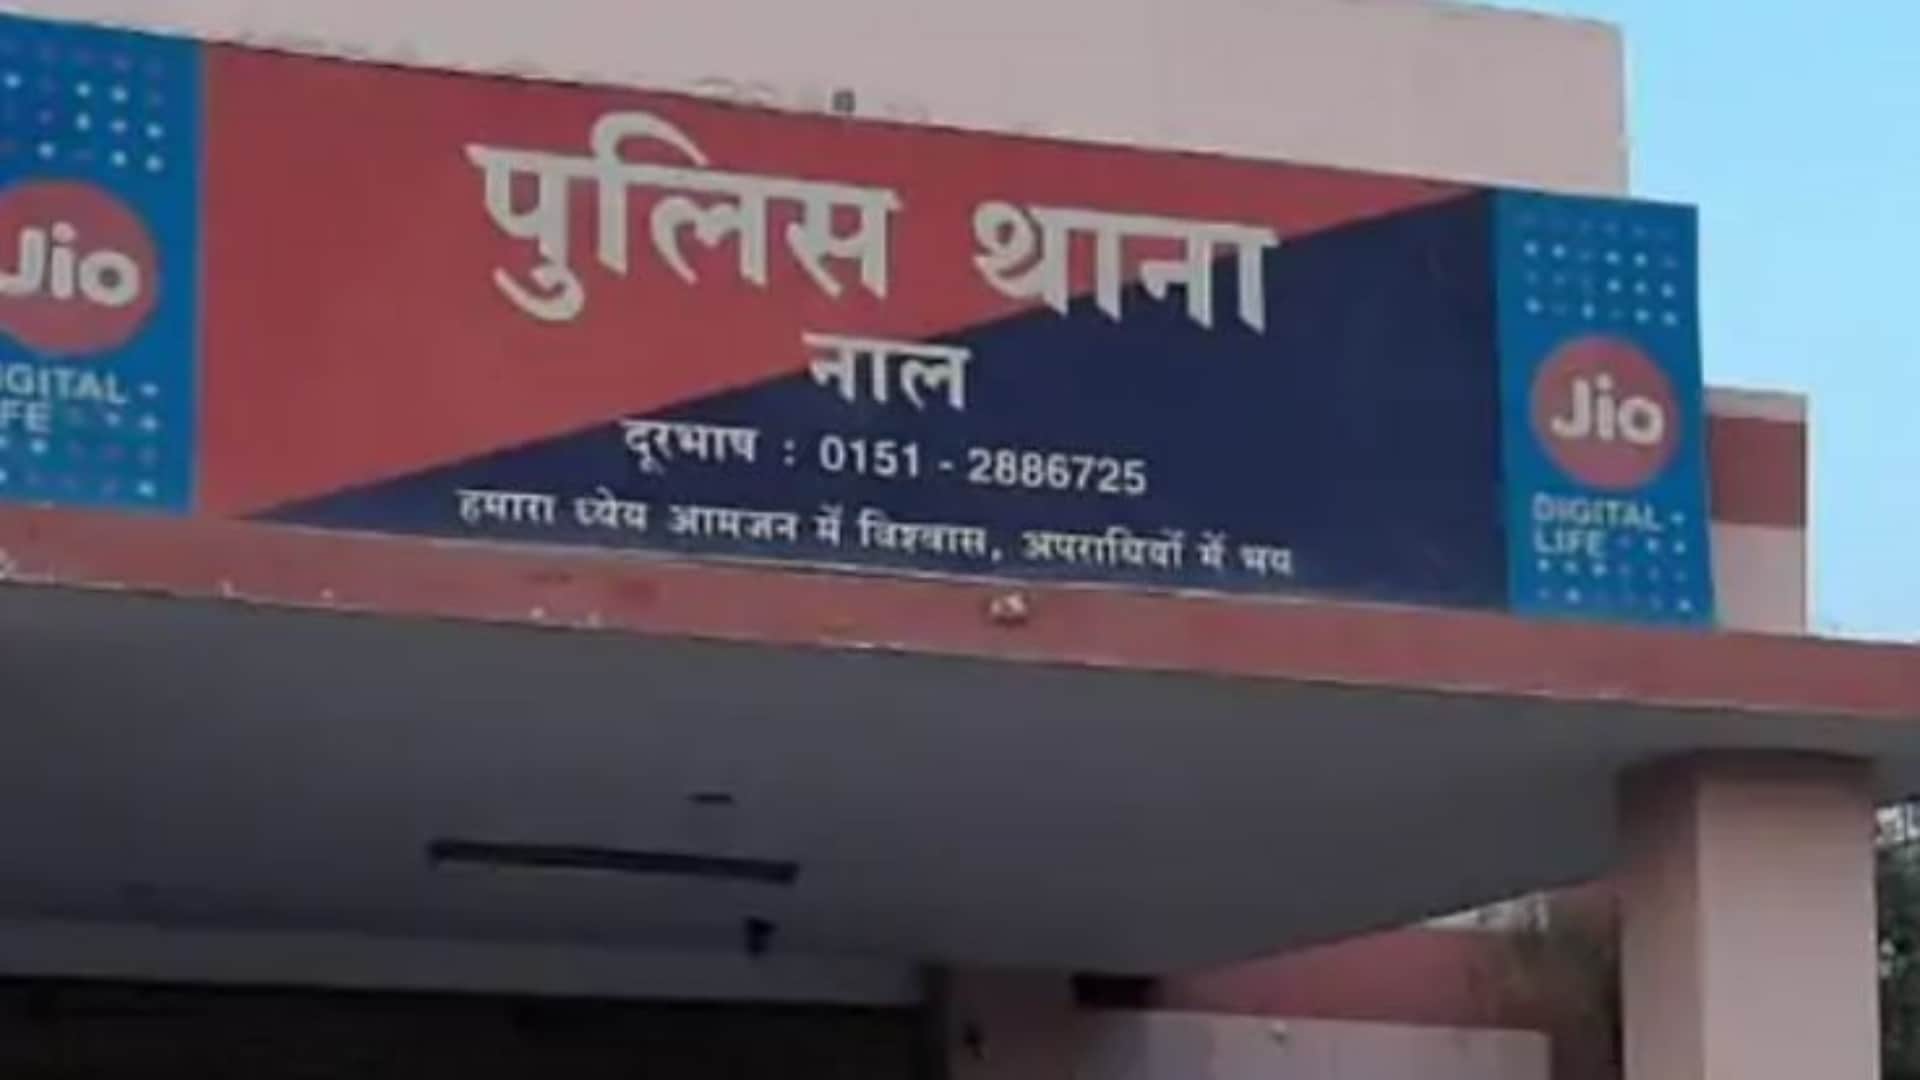 पुलिस थाना
नाल
दूरभाष : 0151 - 2886725
हमारा ध्येय आमजन में विश्वास, अपराधियों में भय
Jio
DIGITAL
LIFE
Jio
DIGITAL
LIFE